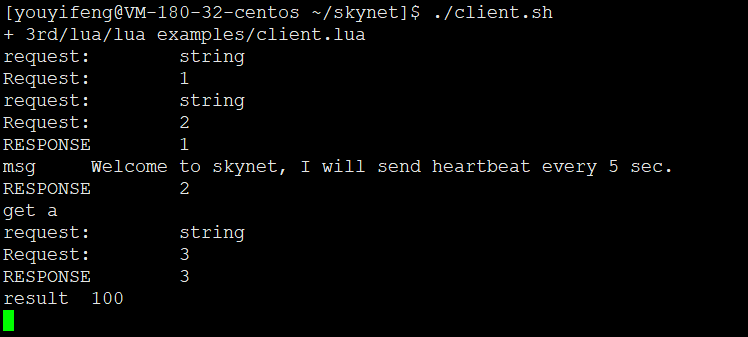 [youyifeng@VM-180-32-centos ~/skynet]$ ./client.sh
+ 3rd/lua/lua examples/client.lua
request:        string
Request:        1
request:        string
Request:        2
RESPONSE        1
msg     Welcome to skynet, I will send heartbeat every 5 sec.
RESPONSE        2
get a
request:        string
Request:        3
RESPONSE        3
result  100